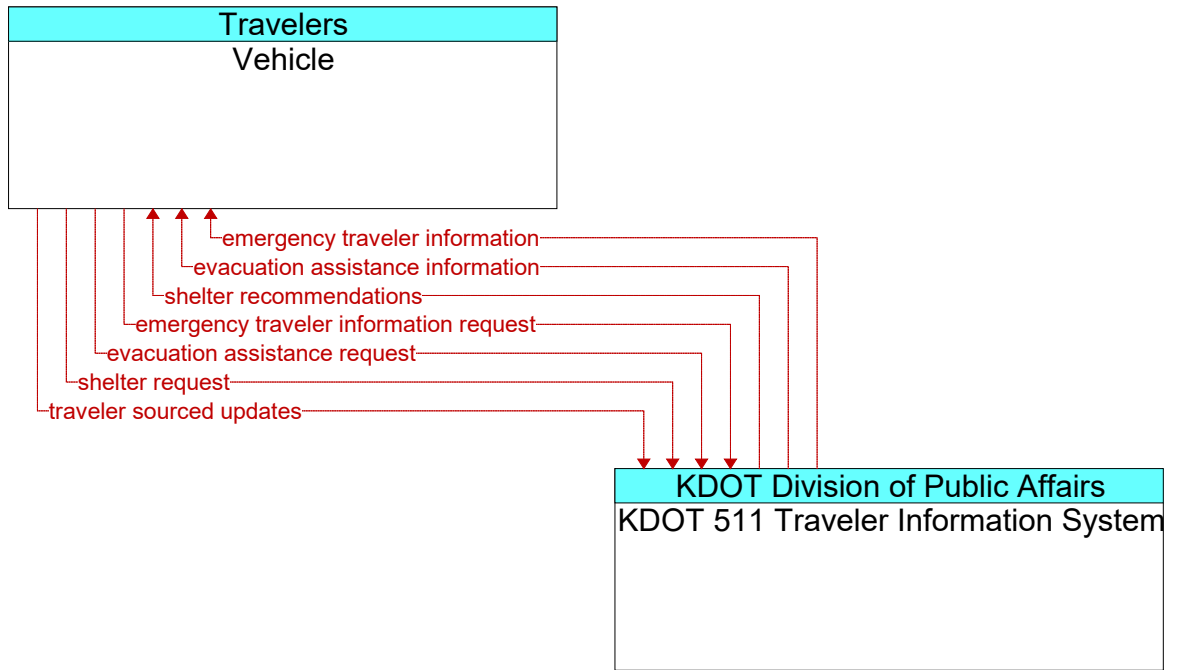 Travelers
Vehicle
emergency traveler information
evacuation assistance information
shelter recommendations
emergency traveler information request
evacuation assistance request
shelter request
traveler sourced updates
KDOT Division of Public Affairs
KDOT 511 Traveler Information System